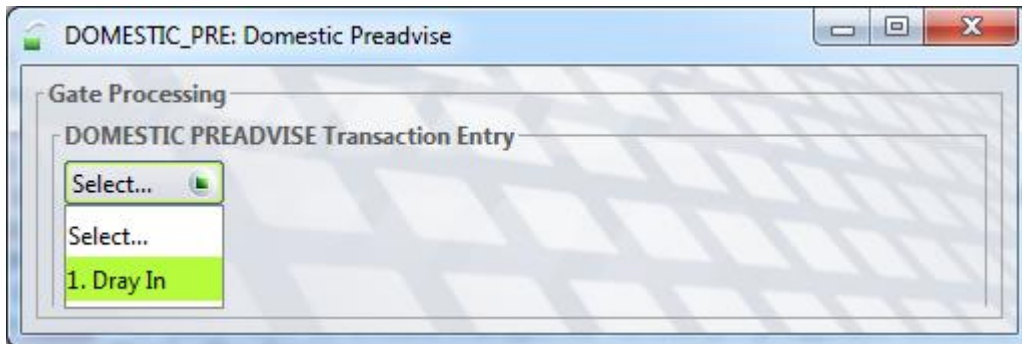 DOMESTIC_PRE: Domestic Preadvise
Gate Processing
DOMESTIC PREADVISE Transaction Entry
Select...
Select...
1. Dray In